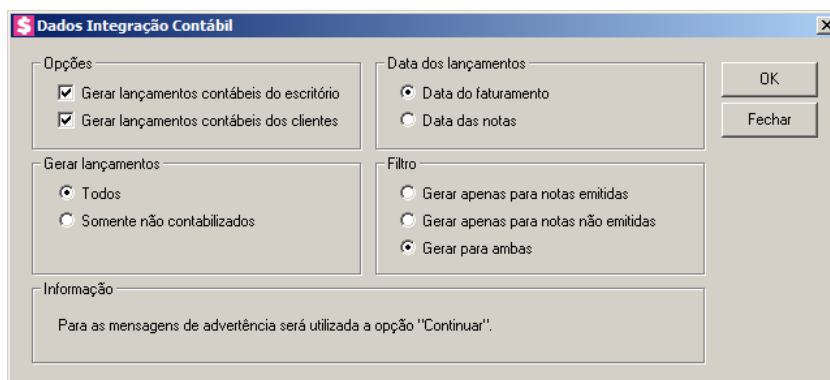 Dados Integração Contábil
Opções
Gerar lançamentos contábeis do escritório
Gerar lançamentos contábeis dos clientes
Data dos lançamentos
Data do faturamento
Data das notas
OK
Fechar
Gerar lançamentos
Todos
Somente não contabilizados
Filtro
Gerar apenas para notas emitidas
Gerar apenas para notas não emitidas
Gerar para ambas
Informação
Para as mensagens de advertência será utilizada a opção "Continuar".